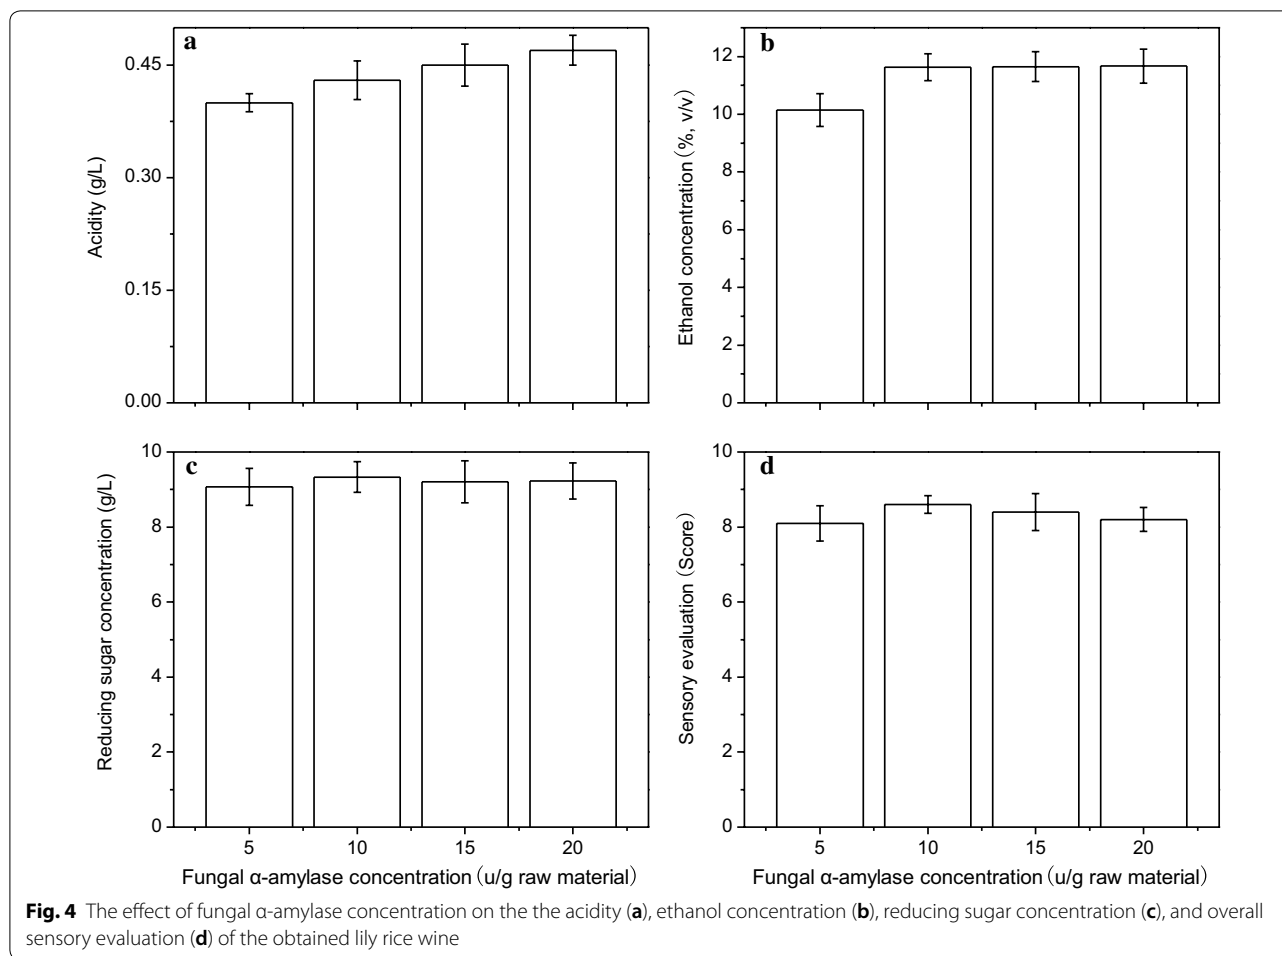 a
0.45
0.30
0.15
0.00
Acidity (g/L)
b
12
10
8
6
4
2
0
Ethanol concentration (%, v/v)
c
10
8
6
4
2
0
Reducing sugar concentration (g/L)
5 10 15 20
Fungal α-amylase concentration (u/g raw material)
d
10
8
6
4
2
0
Sensory evaluation (Score)
5 10 15 20
Fungal α-amylase concentration (u/g raw material)
Fig. 4 The effect of fungal α-amylase concentration on the the acidity (a), ethanol concentration (b), reducing sugar concentration (c), and overall
sensory evaluation (d) of the obtained lily rice wine